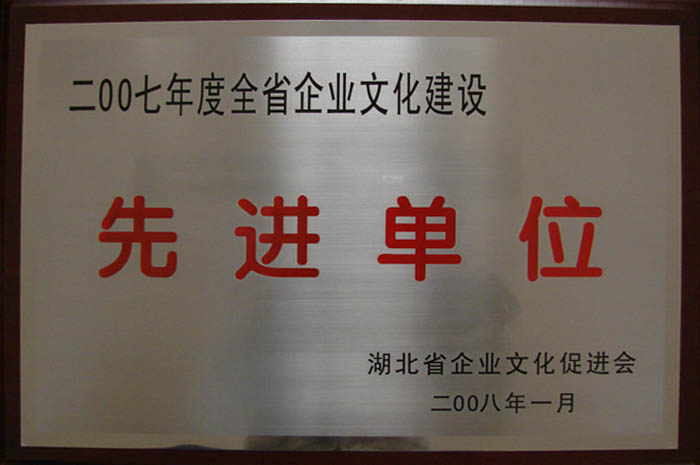 二00七年度全省企业文化建设
先进单位
湖北省企业文化促进会
二00八年一月